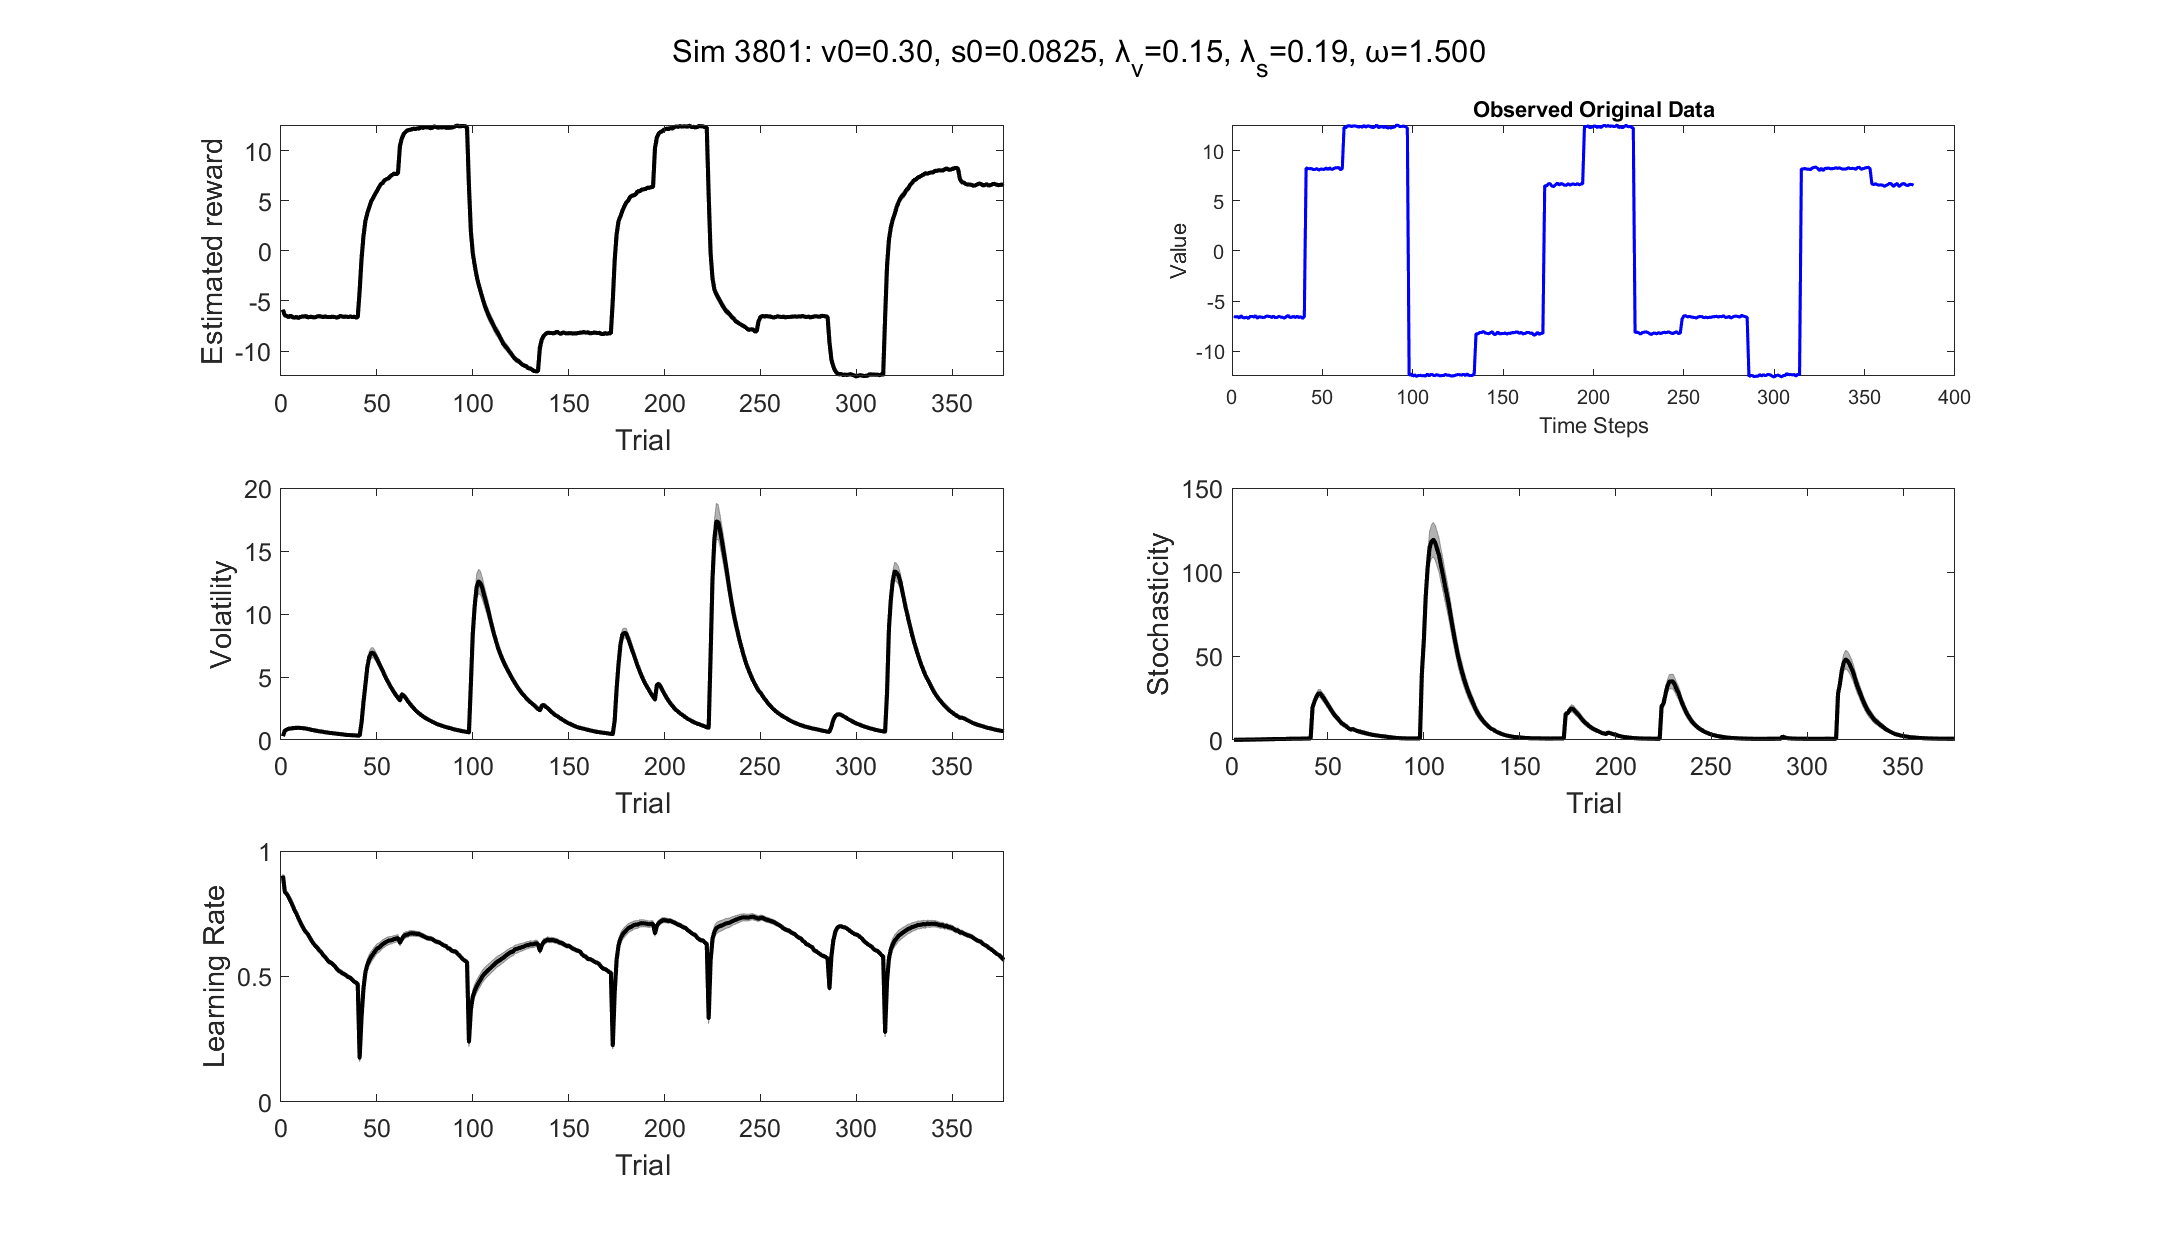 Sim 3801: v0=0.30, s0=0.0825, λv=0.15, λs=0.19, ω=1.500
Estimated reward
10
5
0
-5
-10
0 50 100 150 200 250 300 350
Trial
Observed Original Data
Value
10
5
0
-5
-10
0 50 100 150 200 250 300 350 400
Time Steps
Volatility
20
15
10
5
0
0 50 100 150 200 250 300 350
Trial
Stochasticity
150
100
50
0
0 50 100 150 200 250 300 350
Trial
Learning Rate
1
0.5
0
0 50 100 150 200 250 300 350
Trial